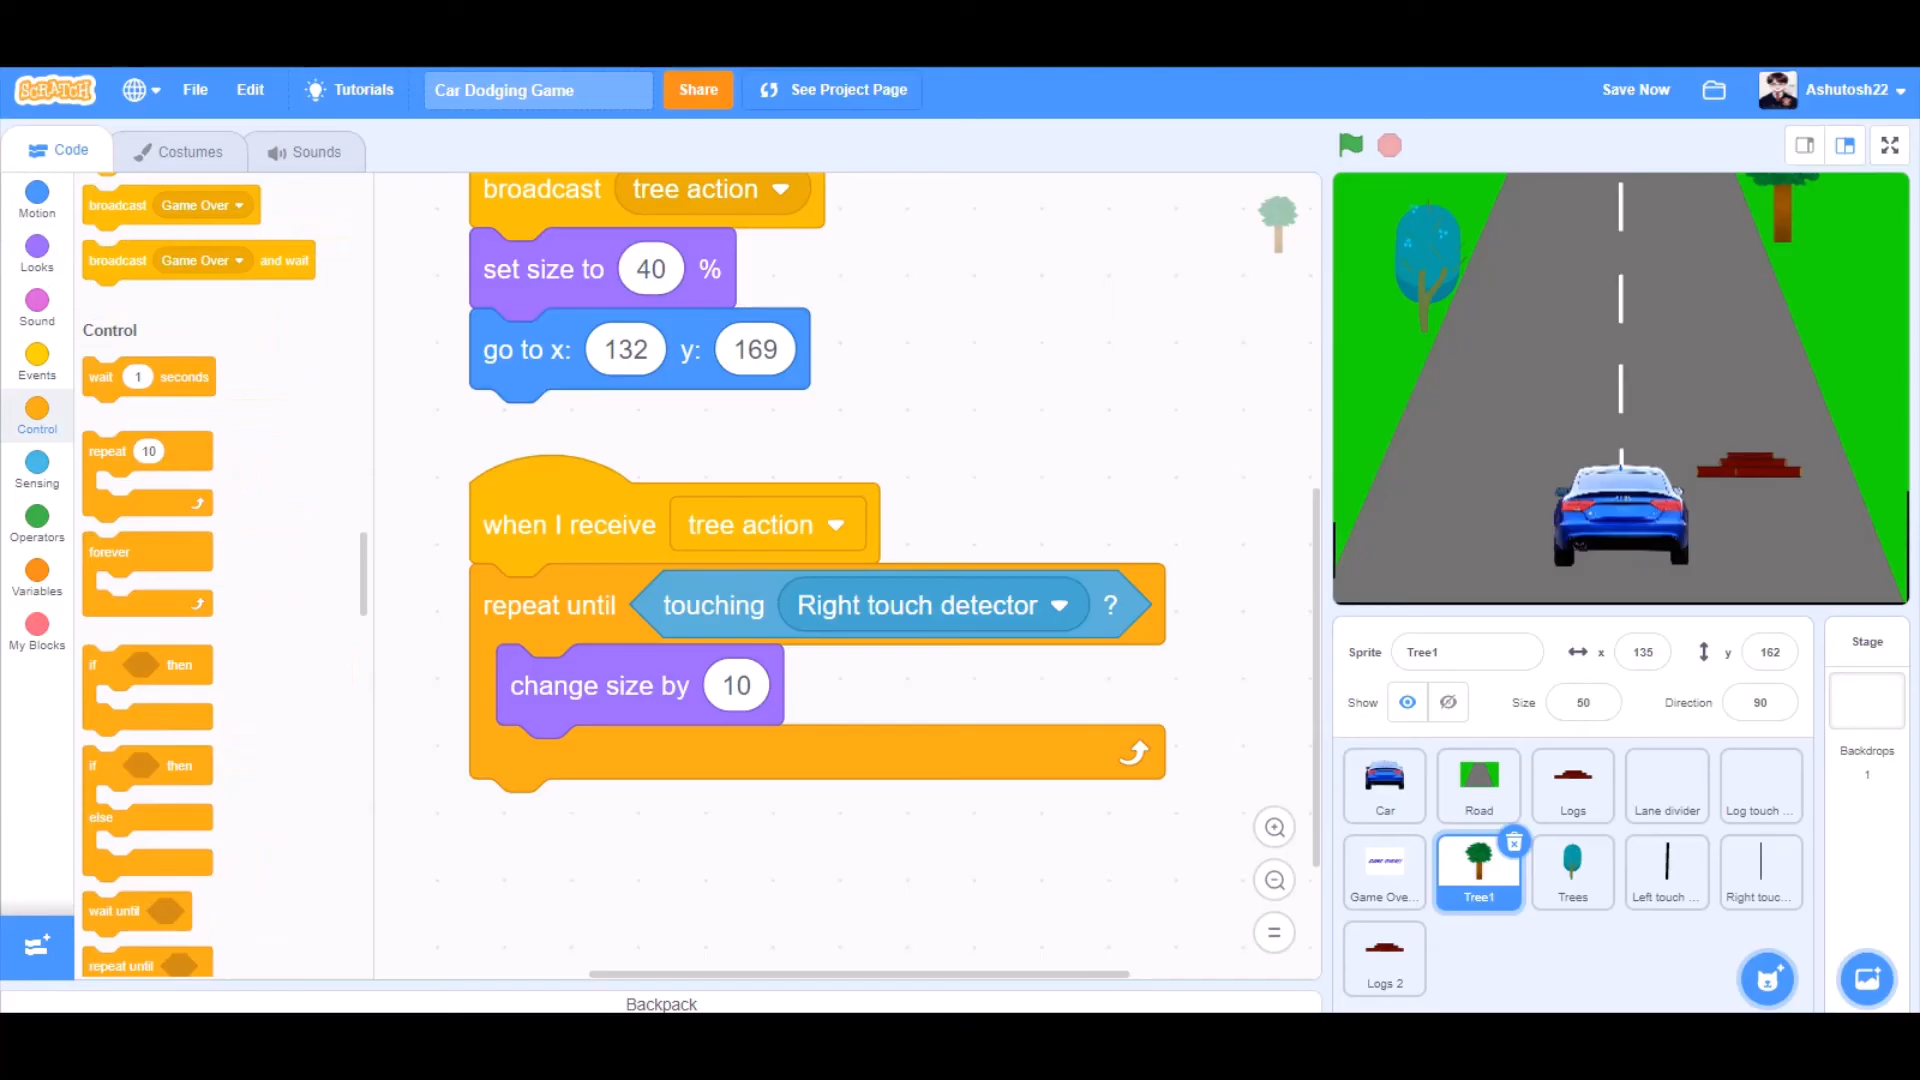 SCRATCH File Edit Tutorials Car Dodging Game Share See Project Page Save Now Ashutosh22
Code Costumes Sounds
Motion
Looks
Sound
Events
Control
Sensing
Operators
Variables
My Blocks
broadcast Game Over
broadcast Game Over and wait
Control
wait 1 seconds
repeat 10
forever
if then
if then
else
wait until
repeat until
broadcast tree action
set size to 40 %
go to x: 132 y: 169
when I receive tree action
repeat until touching Right touch detector ?
change size by 10
Backpack
Sprite Tree1 x 135 y 162
Show Size 50 Direction 90
Car Road Logs Lane divider Log touch ...
GAME OVER!
Game Ove... Tree1 Trees Left touch ... Right touc...
Logs 2
Stage
Backdrops
1